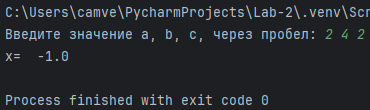 C:\Users\camve\PycharmProjects\Lab-2\.venv\Scr
Введите значение a, b, c, через пробел: 2 4 2
x=  -1.0
Process finished with exit code 0